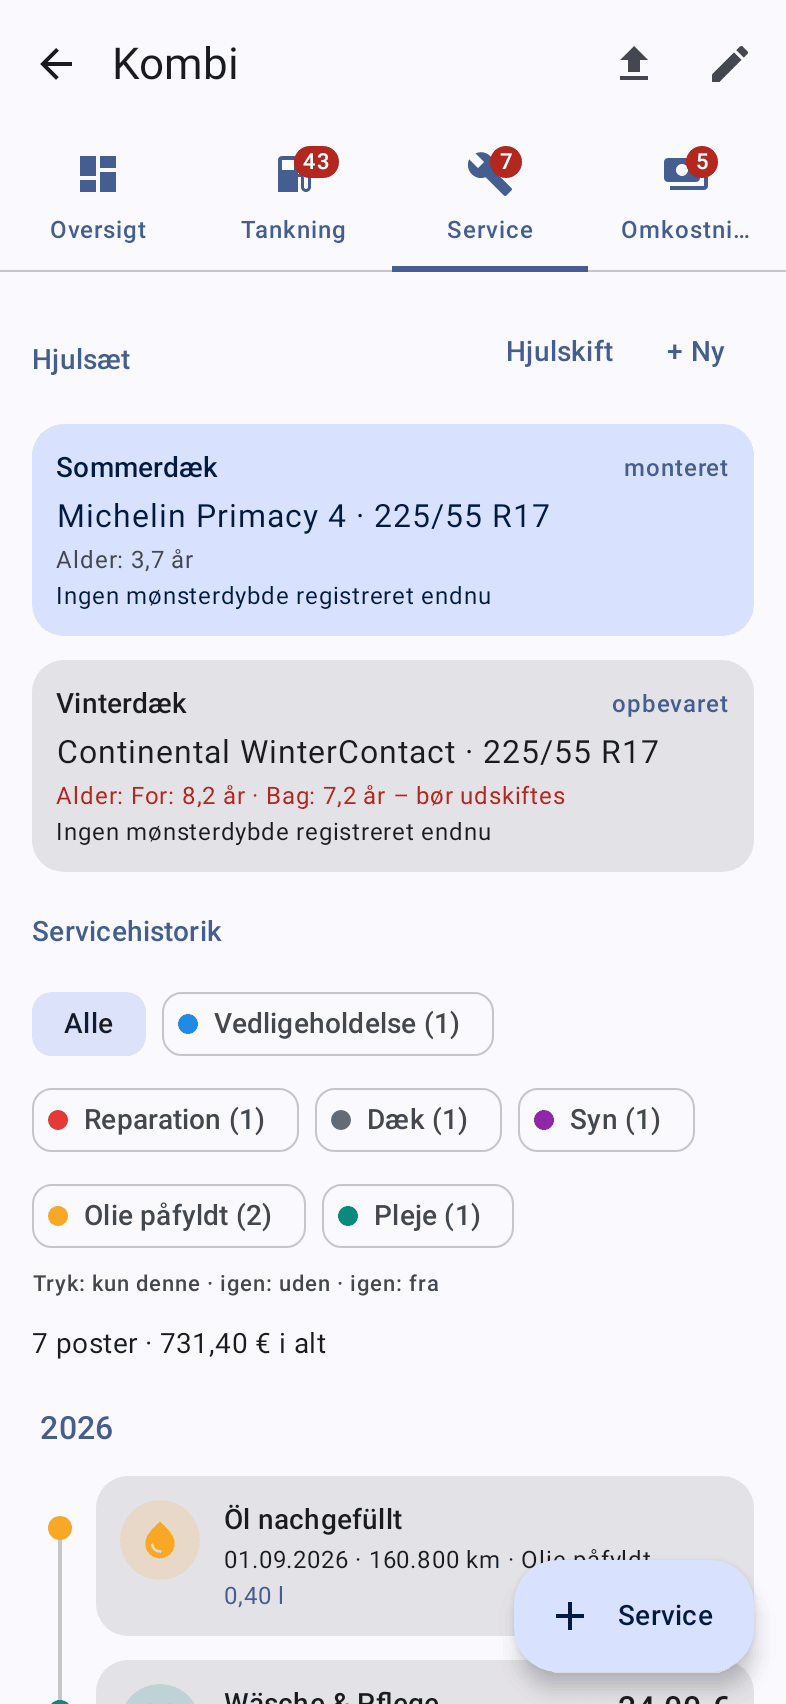 Kombi
43
7
5
Oversigt
Tankning
Service
Omkostni…
Hjulsæt
Hjulskift
+ Ny
Sommerdæk
monteret
Michelin Primacy 4 · 225/55 R17
Alder: 3,7 år
Ingen mønsterdybde registreret endnu
Vinterdæk
opbevaret
Continental WinterContact · 225/55 R17
Alder: For: 8,2 år · Bag: 7,2 år – bør udskiftes
Ingen mønsterdybde registreret endnu
Servicehistorik
Alle
Vedligeholdelse (1)
Reparation (1)
Dæk (1)
Syn (1)
Olie påfyldt (2)
Pleje (1)
Tryk: kun denne · igen: uden · igen: fra
7 poster · 731,40 € i alt
2026
Öl nachgefüllt
01.09.2026 · 160.800 km · Olie påfyldt
0,40 l
+ Service
Wäsche & Pflege